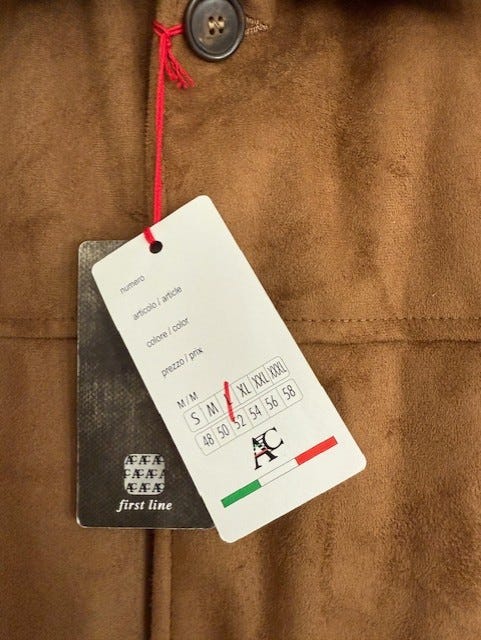 numero
articolo / article
colore / color
prezzo / prix
M / M
S M L XL XXL XXXL
48 50 52 54 56 58
AC
first line